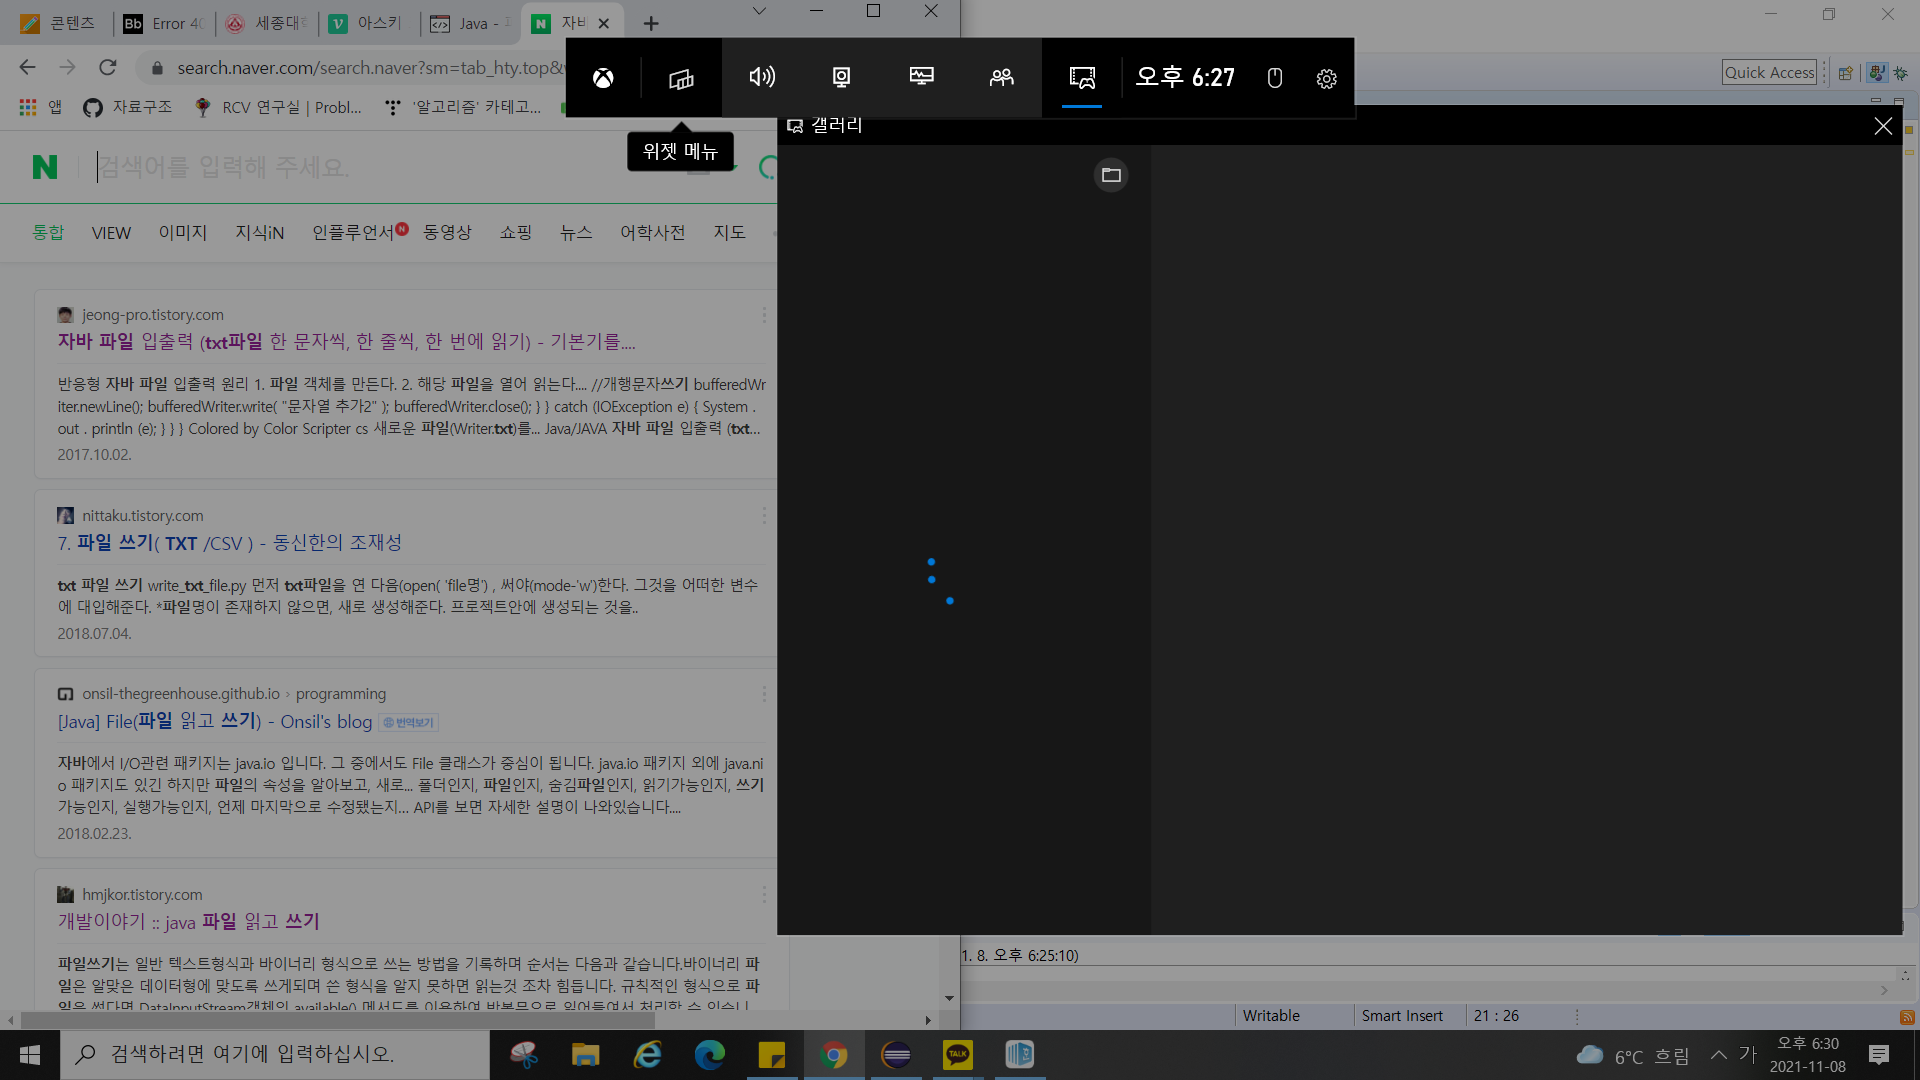 콘텐츠
Error 40
세종대학
아스키
Java - 파
자바
search.naver.com/search.naver?sm=tab_hty.top&
앱
자료구조
RCV 연구실 | Probl...
'알고리즘' 카테고...
오후 6:27
위젯 메뉴
갤러리
Quick Access
검색어를 입력해 주세요.
통합
VIEW
이미지
지식iN
인플루언서
동영상
쇼핑
뉴스
어학사전
지도
jeong-pro.tistory.com
자바 파일 입출력 (txt파일 한 문자씩, 한 줄씩, 한 번에 읽기) - 기본기를....
반응형 자바 파일 입출력 원리 1. 파일 객체를 만든다. 2. 해당 파일을 열어 읽는다.... //개행문자쓰기 bufferedWr
iter.newLine(); bufferedWriter.write( "문자열 추가2" ); bufferedWriter.close(); } } catch (IOException e) { System .
out . println (e); } } } Colored by Color Scripter cs 새로운 파일(Writer.txt)를... Java/JAVA 자바 파일 입출력 (txt...
2017.10.02.
nittaku.tistory.com
7. 파일 쓰기( TXT /CSV ) - 동신한의 조재성
txt 파일 쓰기 write_txt_file.py 먼저 txt파일을 연 다음(open( 'file명') , 써야(mode-'w')한다. 그것을 어떠한 변수
에 대입해준다. *파일명이 존재하지 않으면, 새로 생성해준다. 프로젝트안에 생성되는 것을..
2018.07.04.
onsil-thegreenhouse.github.io › programming
[Java] File(파일 읽고 쓰기) - Onsil's blog 번역보기
자바에서 I/O관련 패키지는 java.io 입니다. 그 중에서도 File 클래스가 중심이 됩니다. java.io 패키지 외에 java.ni
o 패키지도 있긴 하지만 파일의 속성을 알아보고, 새로... 폴더인지, 파일인지, 숨김파일인지, 읽기가능인지, 쓰기
가능인지, 실행가능인지, 언제 마지막으로 수정됐는지... API를 보면 자세한 설명이 나와있습니다....
2018.02.23.
hmjkor.tistory.com
개발이야기 :: java 파일 읽고 쓰기
파일쓰기는 일반 텍스트형식과 바이너리 형식으로 쓰는 방법을 기록하며 순서는 다음과 같습니다.바이너리 파
일은 알맞은 데이터형에 맞도록 쓰게되며 쓴 형식을 알지 못하면 읽는것 조차 힘듭니다. 규칙적인 형식으로 파
일을 썼다면 DataInputStream객체의 available() 메서드를 이용하여 반복문으로 읽어들여서 처리할 수 있습니
1. 8. 오후 6:25:10)
Writable
Smart Insert
21 : 26
검색하려면 여기에 입력하십시오.
TALK
6°C 흐림
가
오후 6:30
2021-11-08